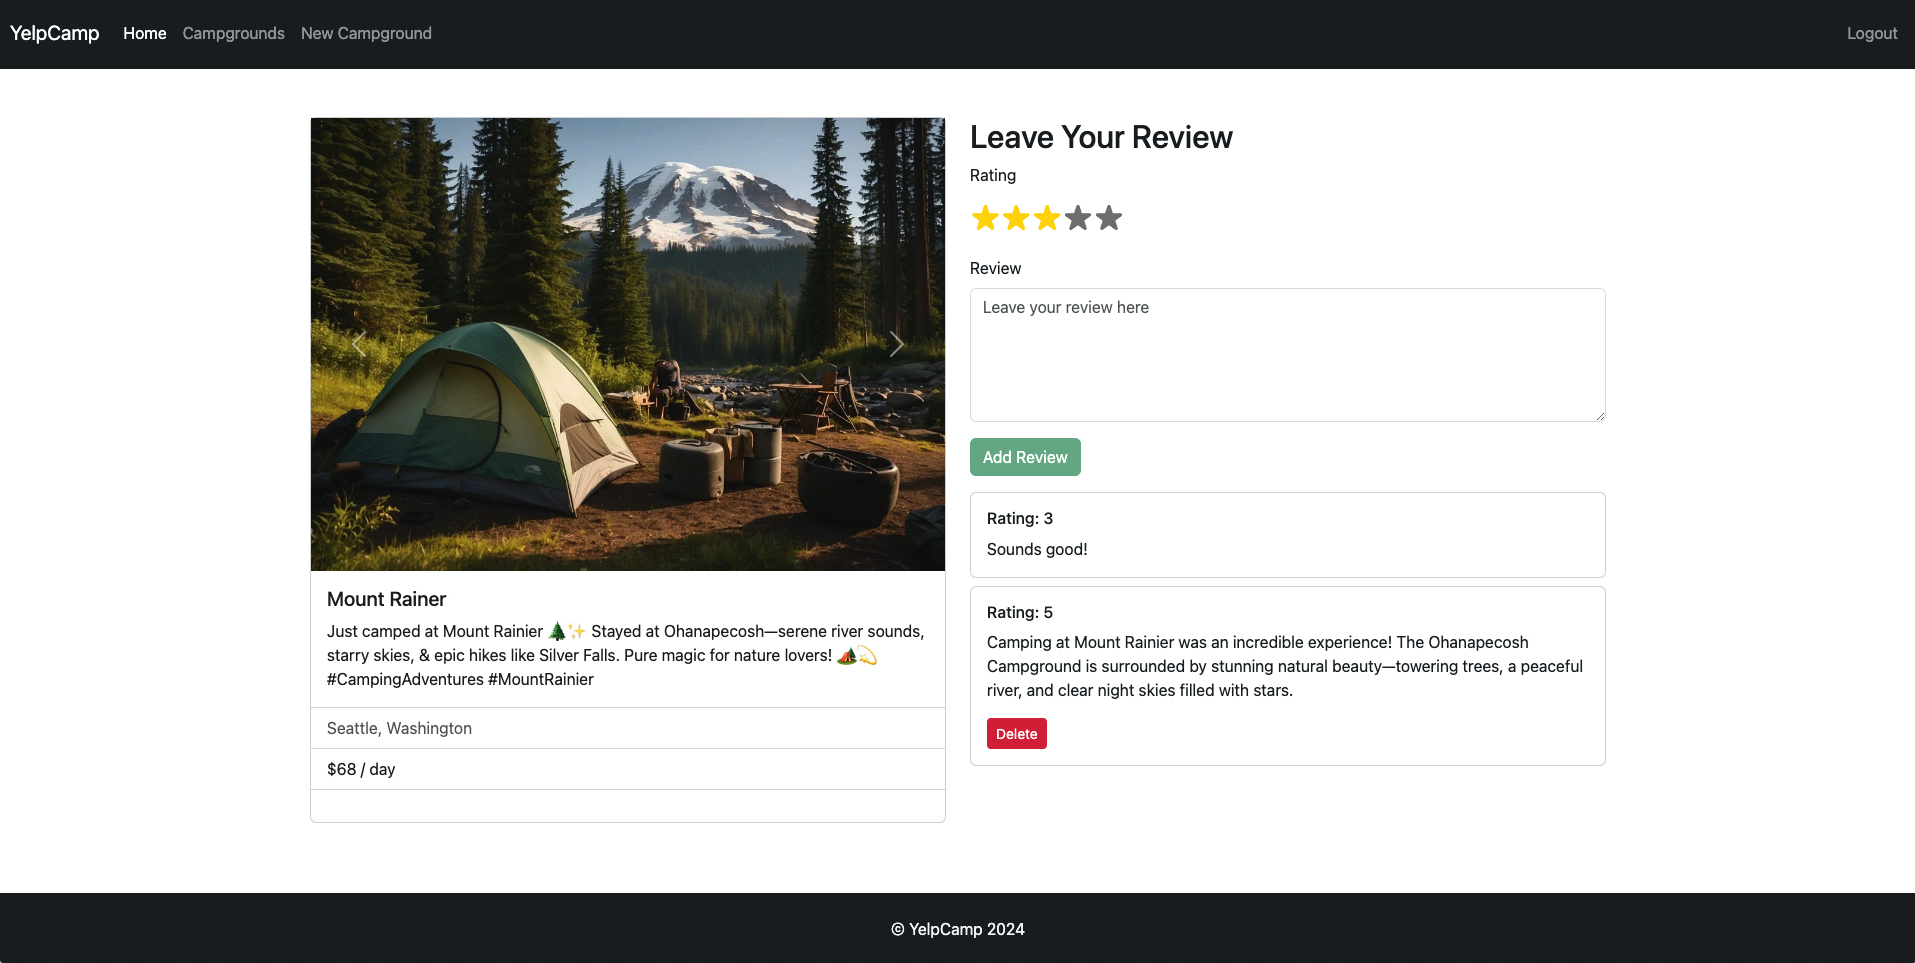 YelpCamp Home Campgrounds New Campground Logout
Mount Rainer
Just camped at Mount Rainier 🌲✨ Stayed at Ohanapecosh—serene river sounds,
starry skies, & epic hikes like Silver Falls. Pure magic for nature lovers! 🏕️💫
#CampingAdventures #MountRainier
Seattle, Washington
$68 / day
Leave Your Review
Rating
Review
Leave your review here
Add Review
Rating: 3
Sounds good!
Rating: 5
Camping at Mount Rainier was an incredible experience! The Ohanapecosh
Campground is surrounded by stunning natural beauty—towering trees, a peaceful
river, and clear night skies filled with stars.
Delete
© YelpCamp 2024